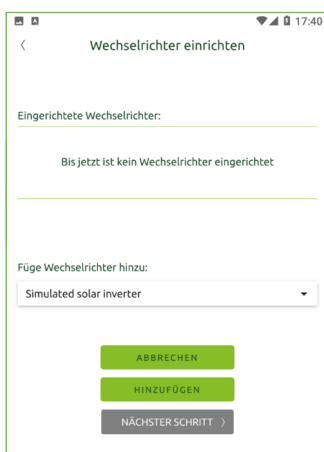 17:40
Wechselrichter einrichten
Eingerichtete Wechselrichter:
Bis jetzt ist kein Wechselrichter eingerichtet
Füge Wechselrichter hinzu:
Simulated solar inverter
ABBRECHEN
HINZUFÜGEN
NÄCHSTER SCHRITT